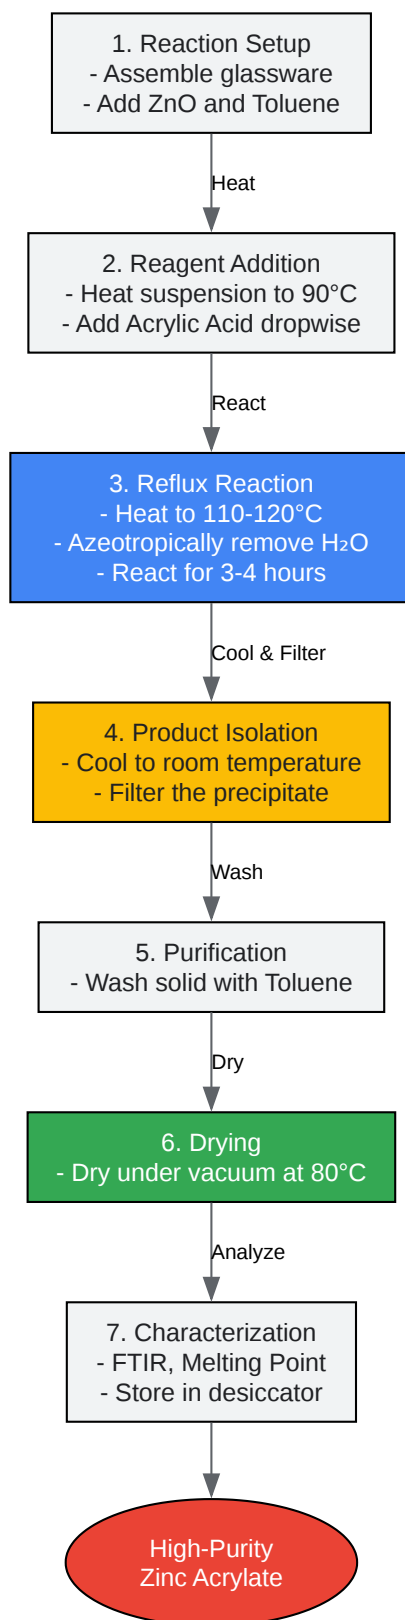 1. Reaction Setup
- Assemble glassware
- Add ZnO and Toluene
Heat
2. Reagent Addition
- Heat suspension to 90°C
- Add Acrylic Acid dropwise
React
3. Reflux Reaction
- Heat to 110-120°C
- Azeotropically remove H₂O
- React for 3-4 hours
Cool & Filter
4. Product Isolation
- Cool to room temperature
- Filter the precipitate
Wash
5. Purification
- Wash solid with Toluene
Dry
6. Drying
- Dry under vacuum at 80°C
Analyze
7. Characterization
- FTIR, Melting Point
- Store in desiccator
High-Purity
Zinc Acrylate